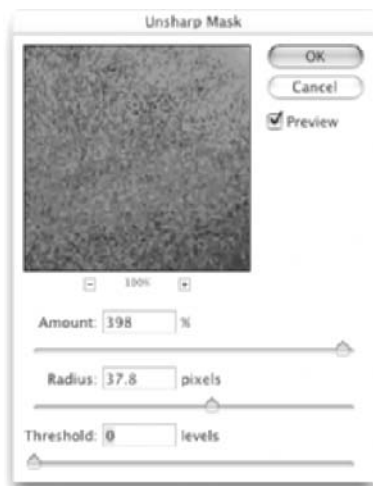 Unsharp Mask
OK
Cancel
Preview
100%
Amount: 398 %
Radius: 37.8 pixels
Threshold: 0 levels